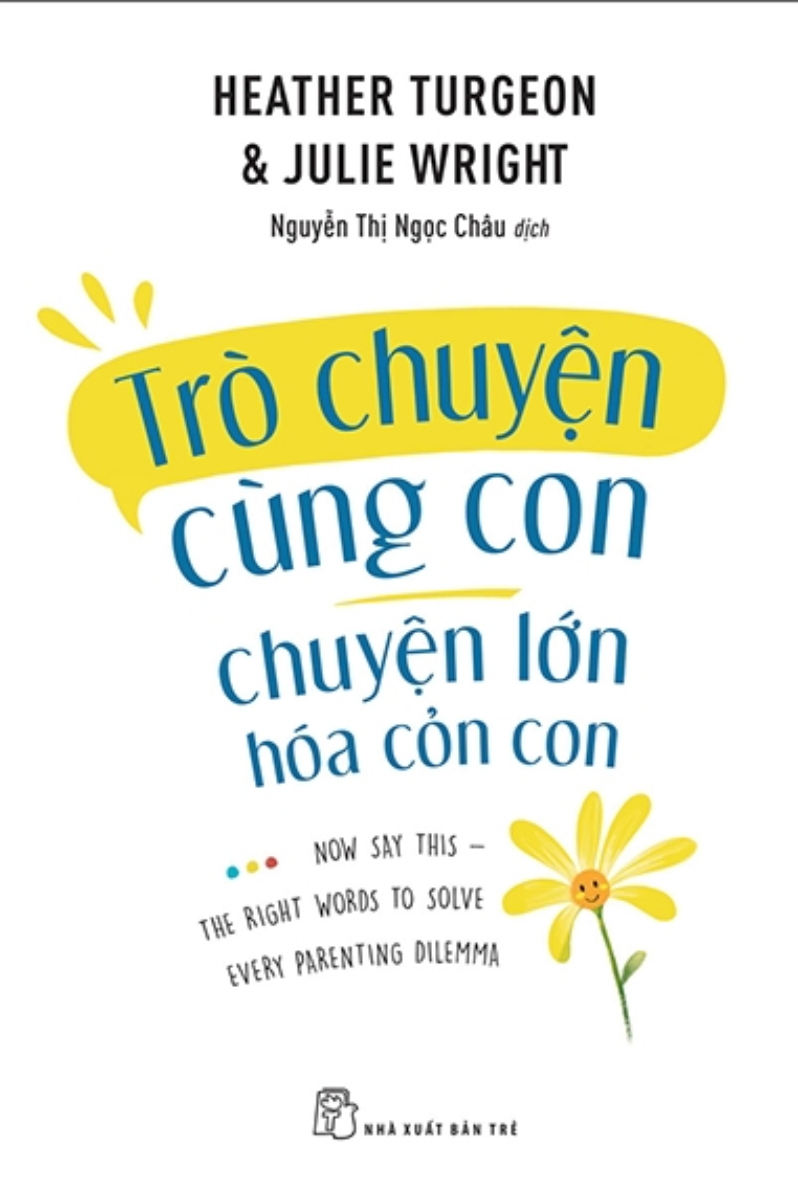 HEATHER TURGEON
& JULIE WRIGHT
Nguyễn Thị Ngọc Châu dịch
Trò chuyện
cùng con
chuyện lớn
hóa cỏn con
... NOW SAY THIS –
THE RIGHT WORDS TO SOLVE
EVERY PARENTING DILEMMA
NHÀ XUẤT BẢN TRẺ